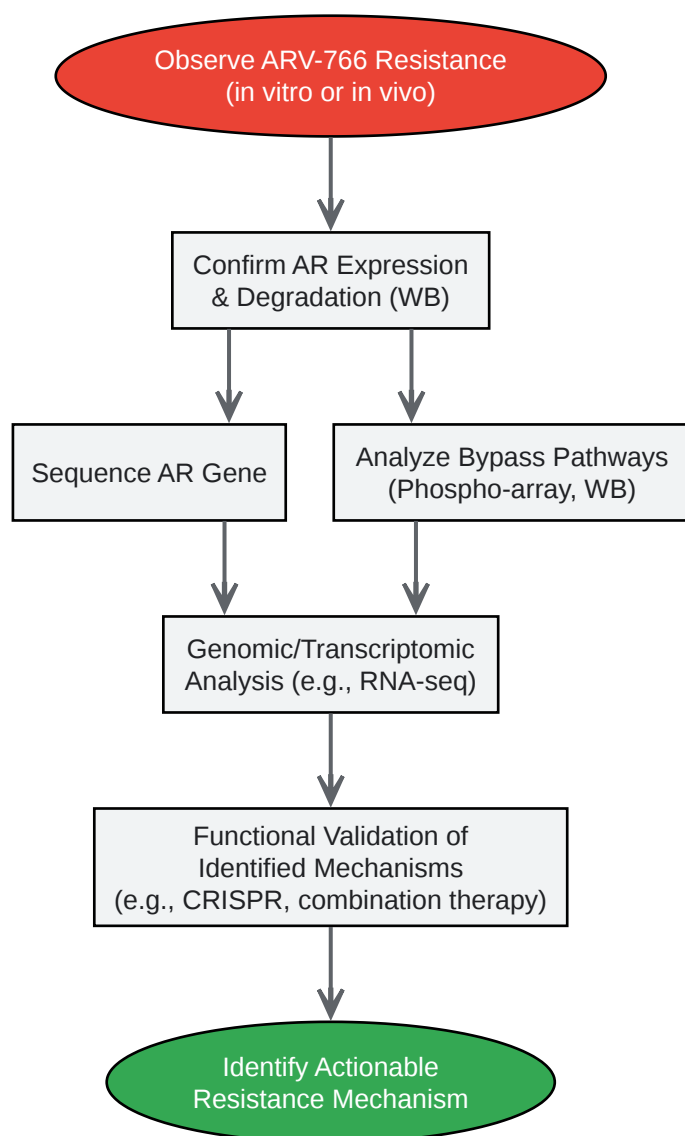 Observe ARV-766 Resistance
(in vitro or in vivo)
Confirm AR Expression
& Degradation (WB)
Sequence AR Gene
Analyze Bypass Pathways
(Phospho-array, WB)
Genomic/Transcriptomic
Analysis (e.g., RNA-seq)
Functional Validation of
Identified Mechanisms
(e.g., CRISPR, combination therapy)
Identify Actionable
Resistance Mechanism